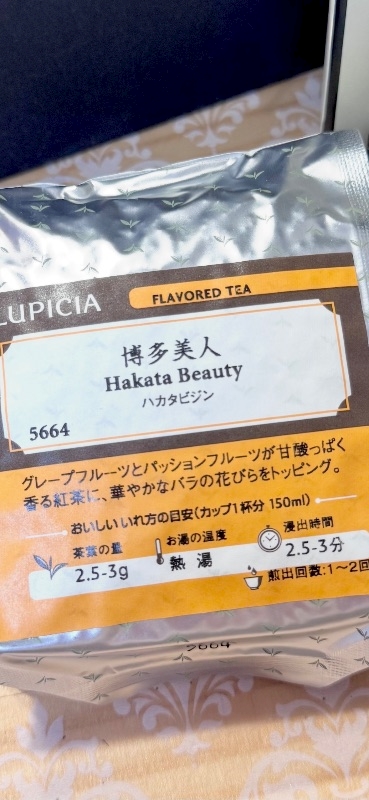 LUPICIA
FLAVORED TEA
博多美人
Hakata Beauty
ハカタビジン
5664
グレープフルーツとパッションフルーツが甘酸っぱく
香る紅茶に、華やかなバラの花びらをトッピング。
おいしいいれ方の目安(カップ1杯分 150ml)
茶葉の量
2.5-3g
お湯の温度
熱湯
浸出時間
2.5-3分
煎出回数:1~2回
5664